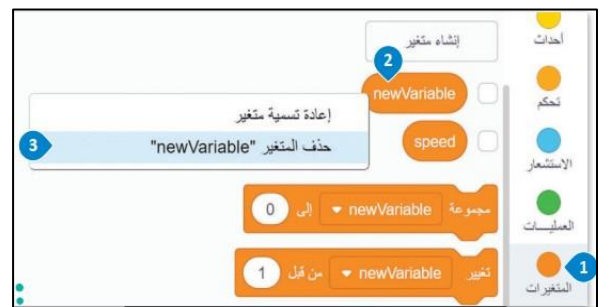 أحداث
تحكم
الاستشعار
العمليـــات
المتغيرات
1
إنشاء متغير
2
newVariable
إعادة تسمية متغير
حذف المتغير "newVariable"
3
speed
مجموعة newVariable إلى 0
تغيير newVariable من قبل 1